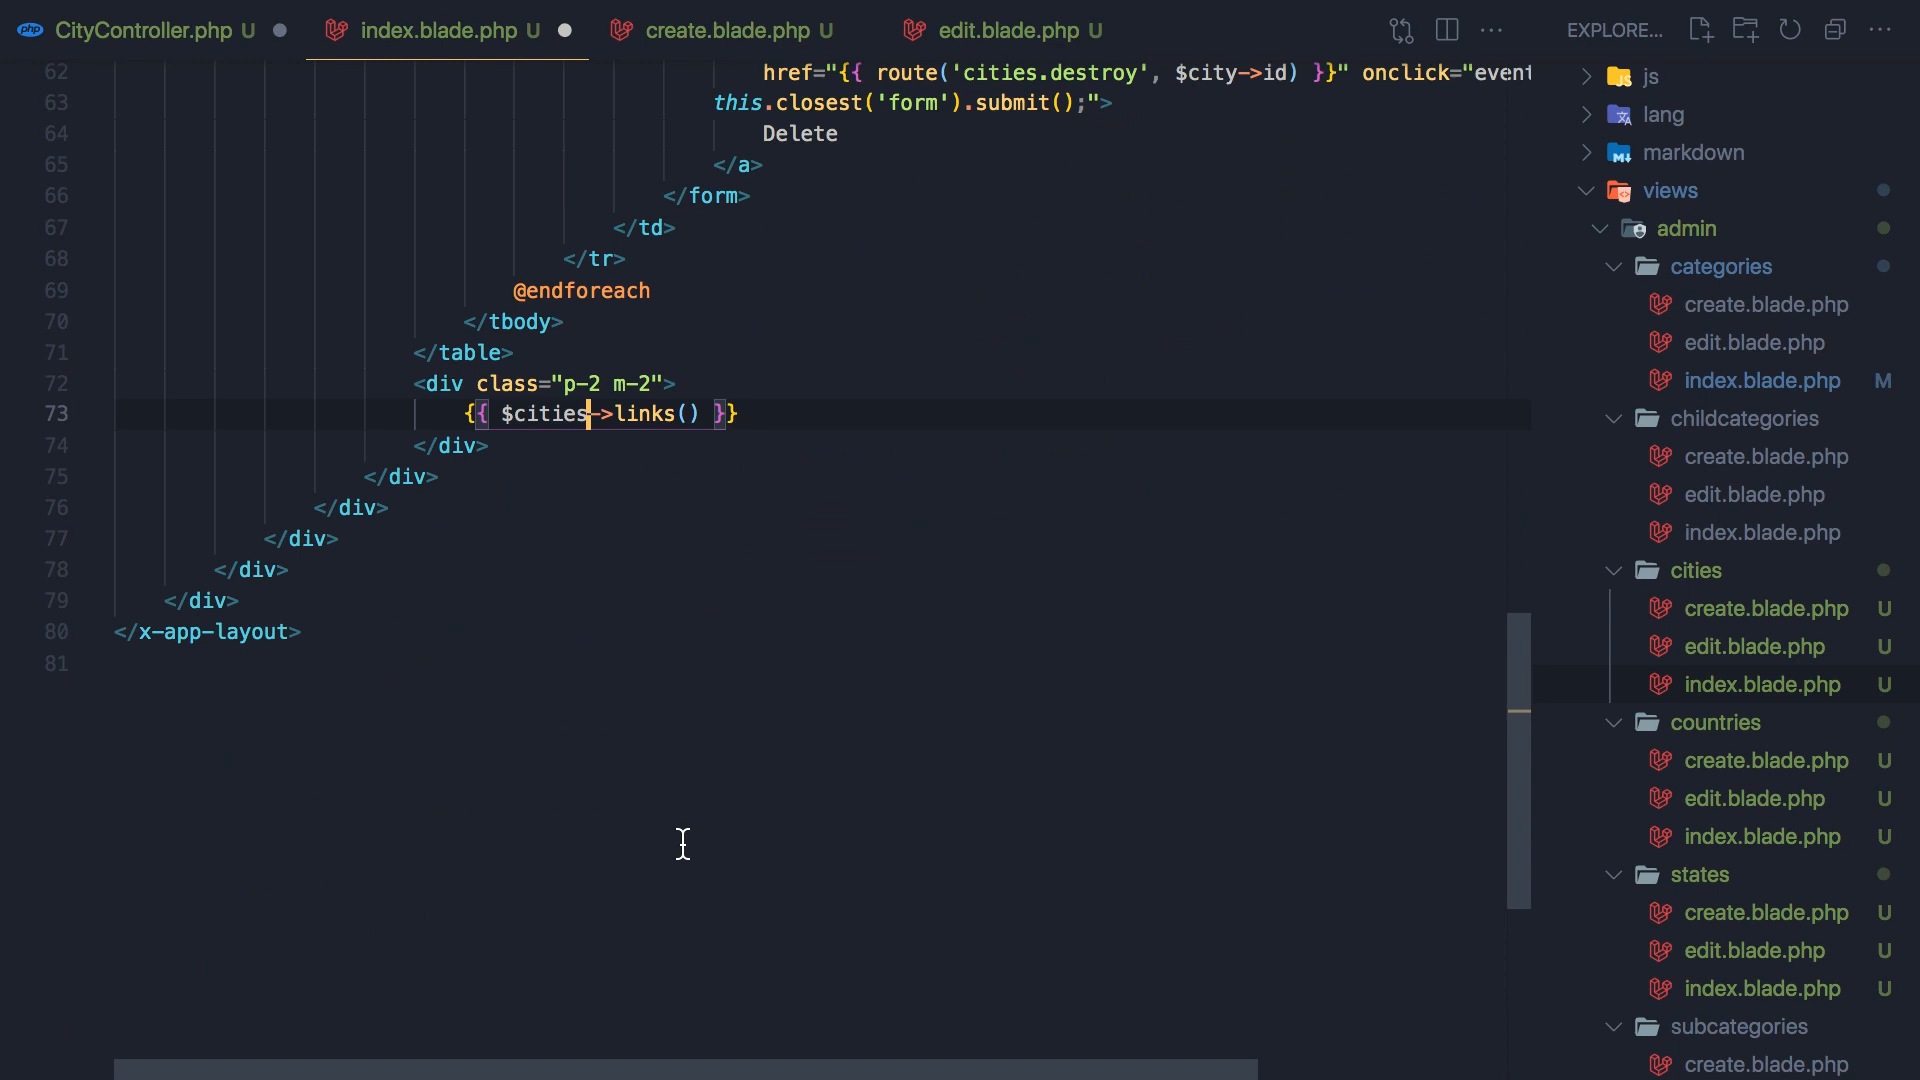 php CityController.php U
index.blade.php U
create.blade.php U
edit.blade.php U
EXPLORE...
62 href="{{ route('cities.destroy', $city->id) }}" onclick="event
63 this.closest('form').submit();">
64 Delete
65 </a>
66 </form>
67 </td>
68 </tr>
69 @endforeach
70 </tbody>
71 </table>
72 <div class="p-2 m-2">
73 {{ $cities->links() }}
74 </div>
75 </div>
76 </div>
77 </div>
78 </div>
79 </div>
80 </x-app-layout>
81
js
lang
markdown
views
admin
categories
create.blade.php
edit.blade.php
index.blade.php M
childcategories
create.blade.php
edit.blade.php
index.blade.php
cities
create.blade.php U
edit.blade.php U
index.blade.php U
countries
create.blade.php U
edit.blade.php U
index.blade.php U
states
create.blade.php U
edit.blade.php U
index.blade.php U
subcategories
create.blade.php